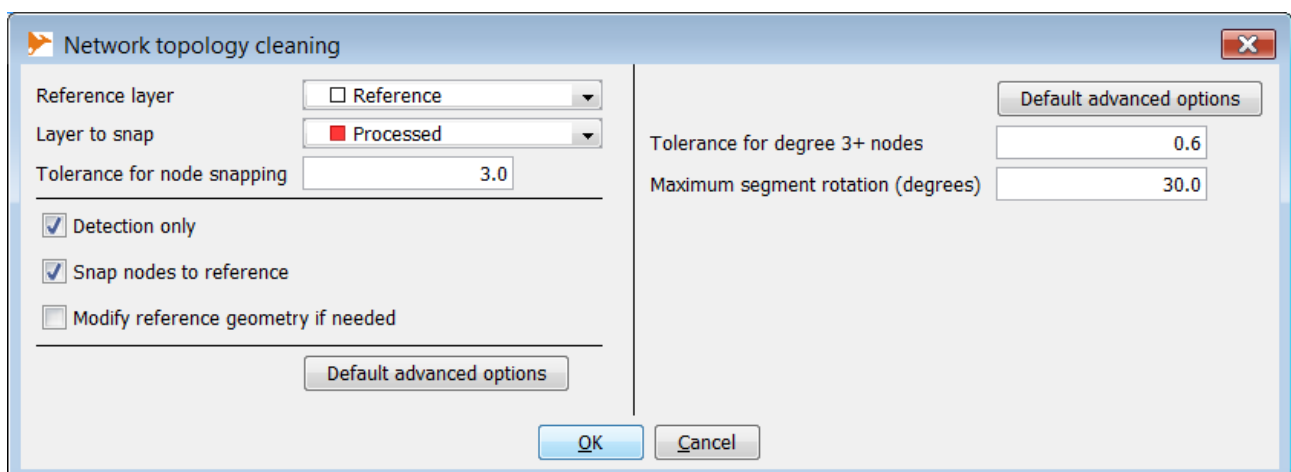 Network topology cleaning
Reference layer
Reference
Layer to snap
Processed
Tolerance for node snapping
3.0
Detection only
Snap nodes to reference
Modify reference geometry if needed
Default advanced options
Default advanced options
Tolerance for degree 3+ nodes
0.6
Maximum segment rotation (degrees)
30.0
OK
Cancel